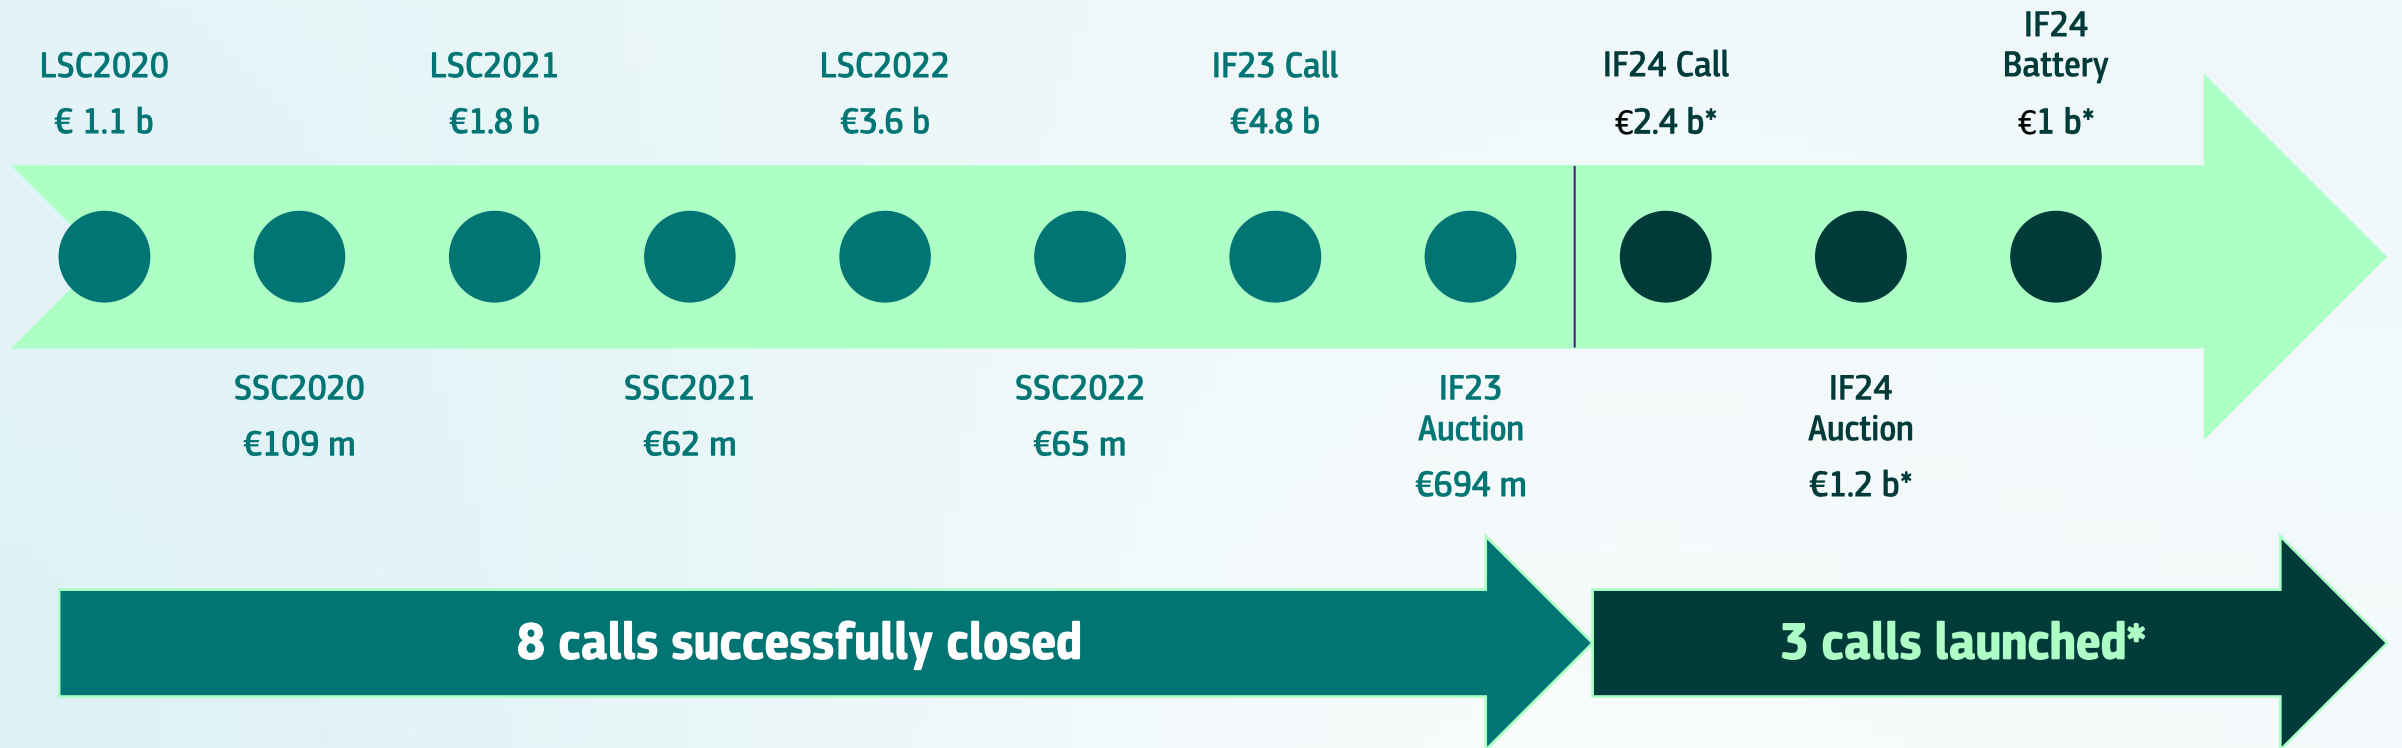 LSC2020
€ 1.1 b
LSC2021
€1.8 b
LSC2022
€3.6 b
IF23 Call
€4.8 b
IF24 Call
€2.4 b*
IF24
Battery
€1 b*
SSC2020
€109 m
SSC2021
€62 m
SSC2022
€65 m
IF23
Auction
€694 m
IF24
Auction
€1.2 b*
8 calls successfully closed
3 calls launched*